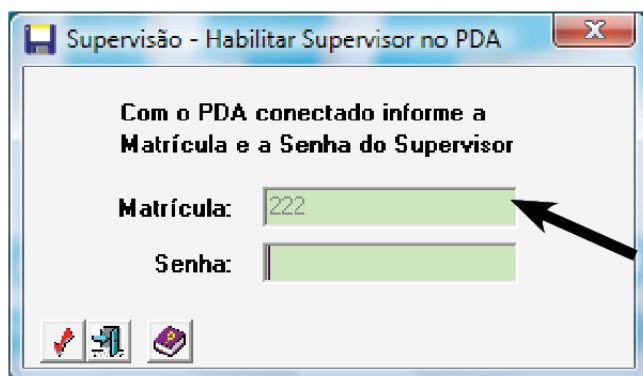 Supervisão - Habilitar Supervisor no PDA
Com o PDA conectado informe a
Matrícula e a Senha do Supervisor
Matrícula: 222
Senha: